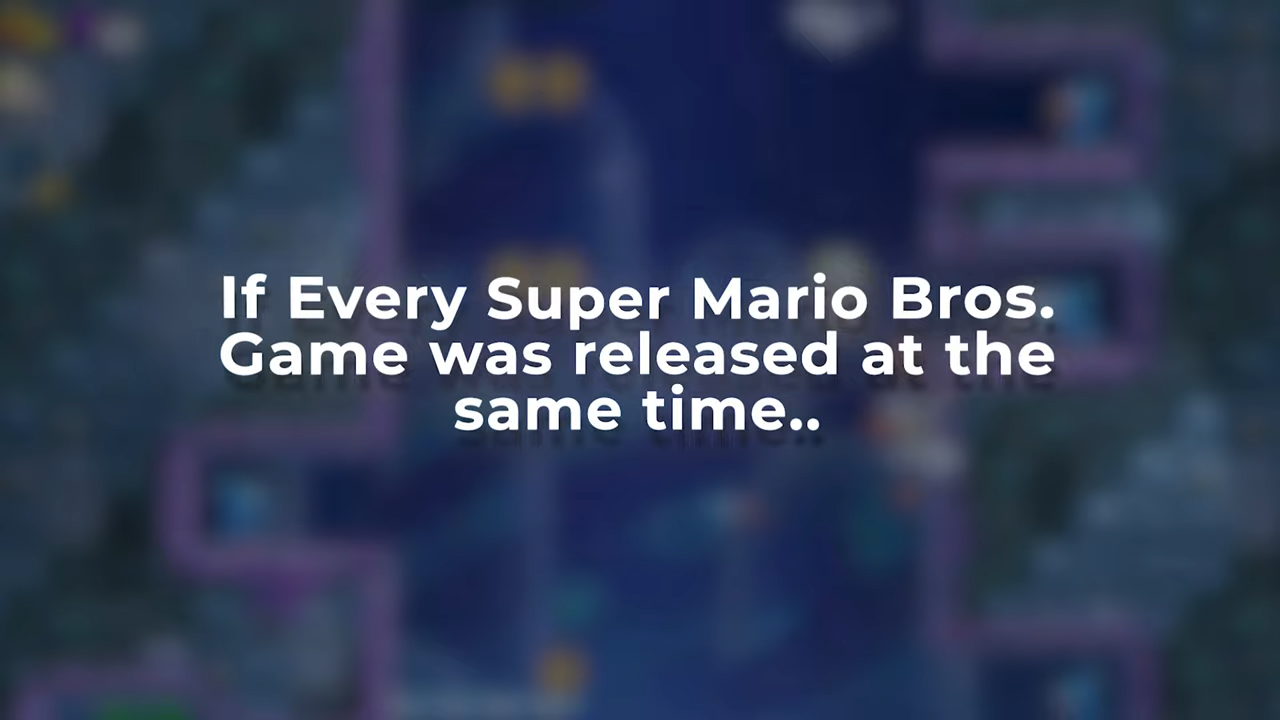 If Every Super Mario Bros.
Game was released at the
same time..